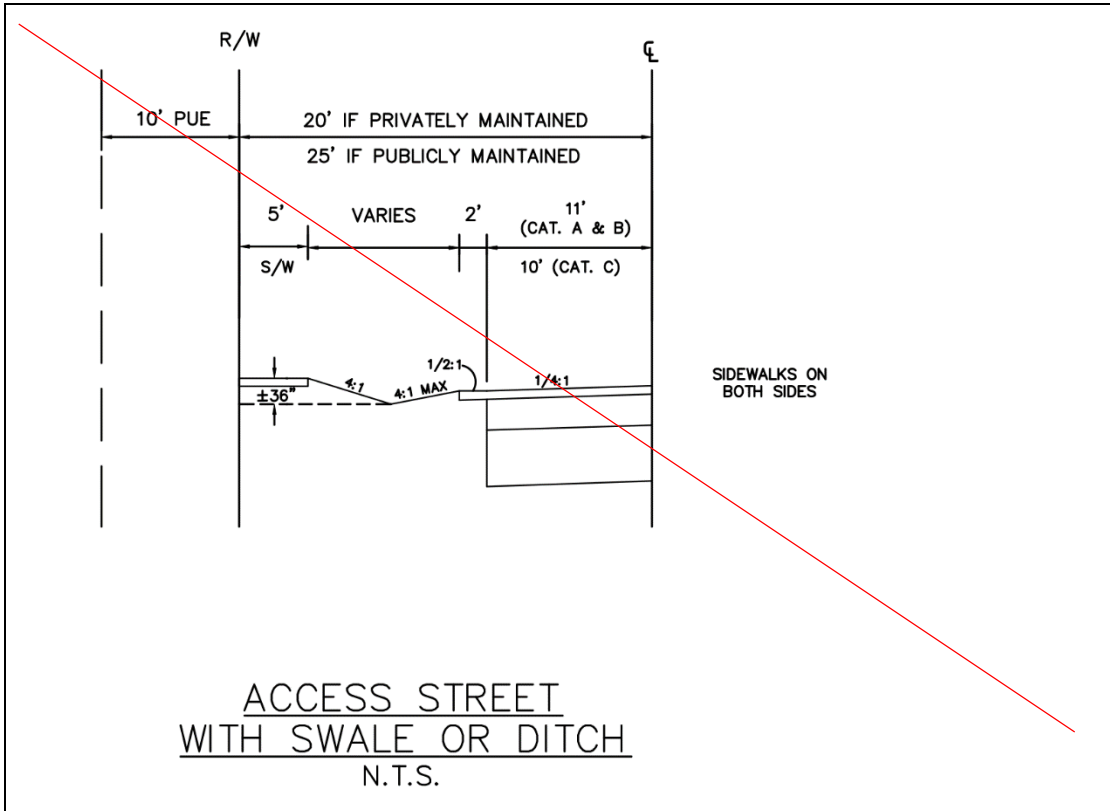 R/W
℄
10' PUE
20' IF PRIVATELY MAINTAINED
25' IF PUBLICLY MAINTAINED
5'
VARIES
2'
11'
(CAT. A & B)
S/W
10' (CAT. C)
±36"
4:1
4:1 MAX
1/2:1
1/4:1
SIDEWALKS ON
BOTH SIDES
ACCESS STREET
WITH SWALE OR DITCH
N.T.S.